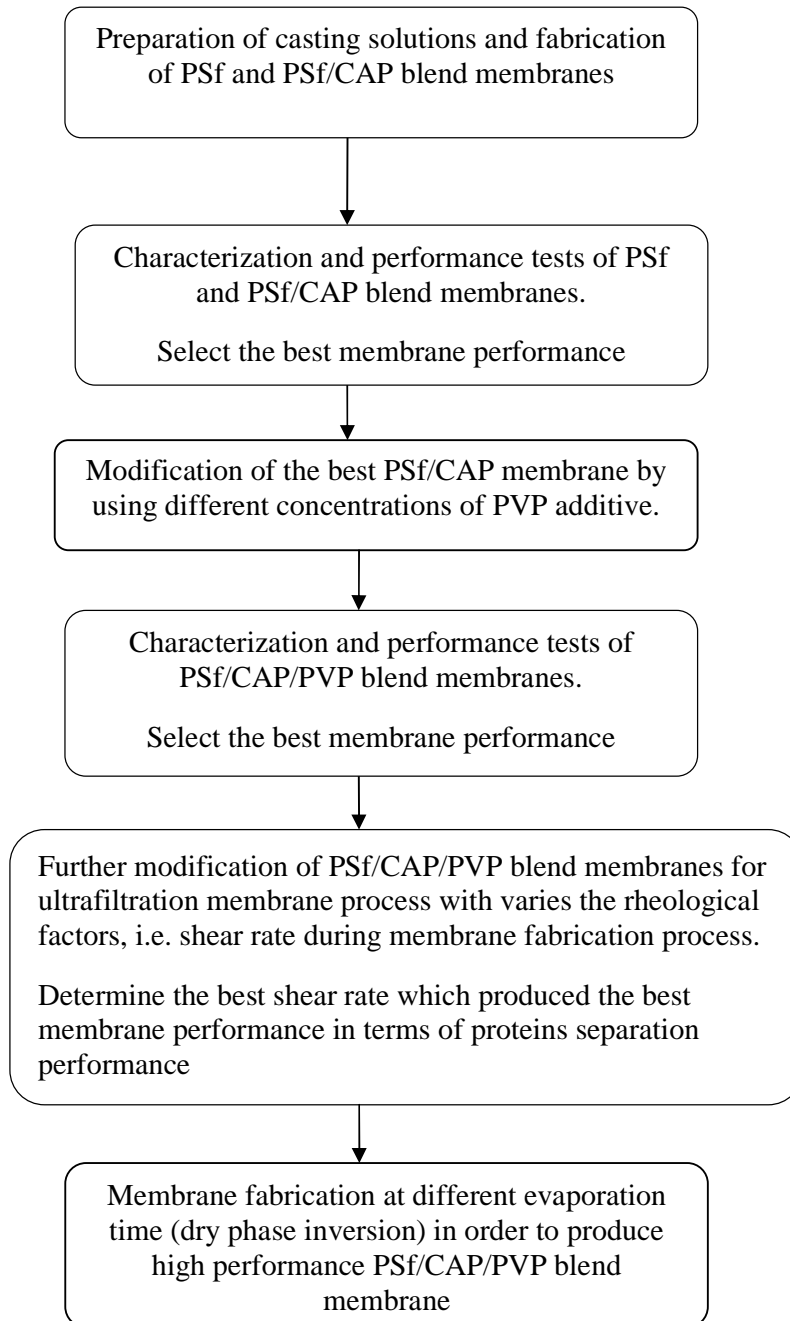 Preparation of casting solutions and fabrication
of PSf and PSf/CAP blend membranes
Characterization and performance tests of PSf
and PSf/CAP blend membranes.
Select the best membrane performance
Modification of the best PSf/CAP membrane by
using different concentrations of PVP additive.
Characterization and performance tests of
PSf/CAP/PVP blend membranes.
Select the best membrane performance
Further modification of PSf/CAP/PVP blend membranes for
ultrafiltration membrane process with varies the rheological
factors, i.e. shear rate during membrane fabrication process.
Determine the best shear rate which produced the best
membrane performance in terms of proteins separation
performance
Membrane fabrication at different evaporation
time (dry phase inversion) in order to produce
high performance PSf/CAP/PVP blend
membrane